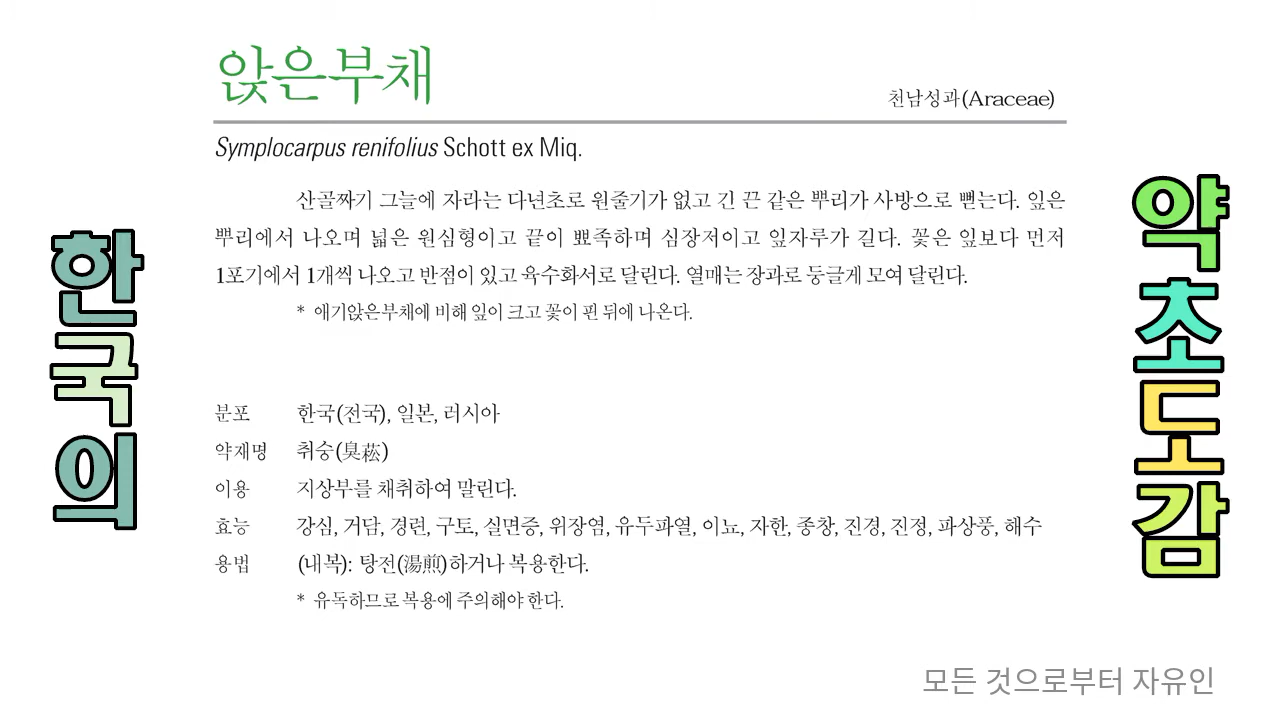 앉은부채
천남성과(Araceae)
Symplocarpus renifolius Schott ex Miq.
산골짜기 그늘에 자라는 다년초로 원줄기가 없고 긴 끈 같은 뿌리가 사방으로 뻗는다. 잎은
뿌리에서 나오며 넓은 원심형이고 끝이 뾰족하며 심장저이고 잎자루가 길다. 꽃은 잎보다 먼저
1포기에서 1개씩 나오고 반점이 있고 육수화서로 달린다. 열매는 장과로 둥글게 모여 달린다.
* 애기앉은부채에 비해 잎이 크고 꽃이 핀 뒤에 나온다.
분포 한국(전국), 일본, 러시아
약재명 취숭(臭菘)
이용 지상부를 채취하여 말린다.
효능 강심, 거담, 경련, 구토, 실면증, 위장염, 유두파열, 이뇨, 자한, 종창, 진경, 진정, 파상풍, 해수
용법 (내복): 탕전(湯煎)하거나 복용한다.
* 유독하므로 복용에 주의해야 한다.
한국의
약초도감
모든 것으로부터 자유인